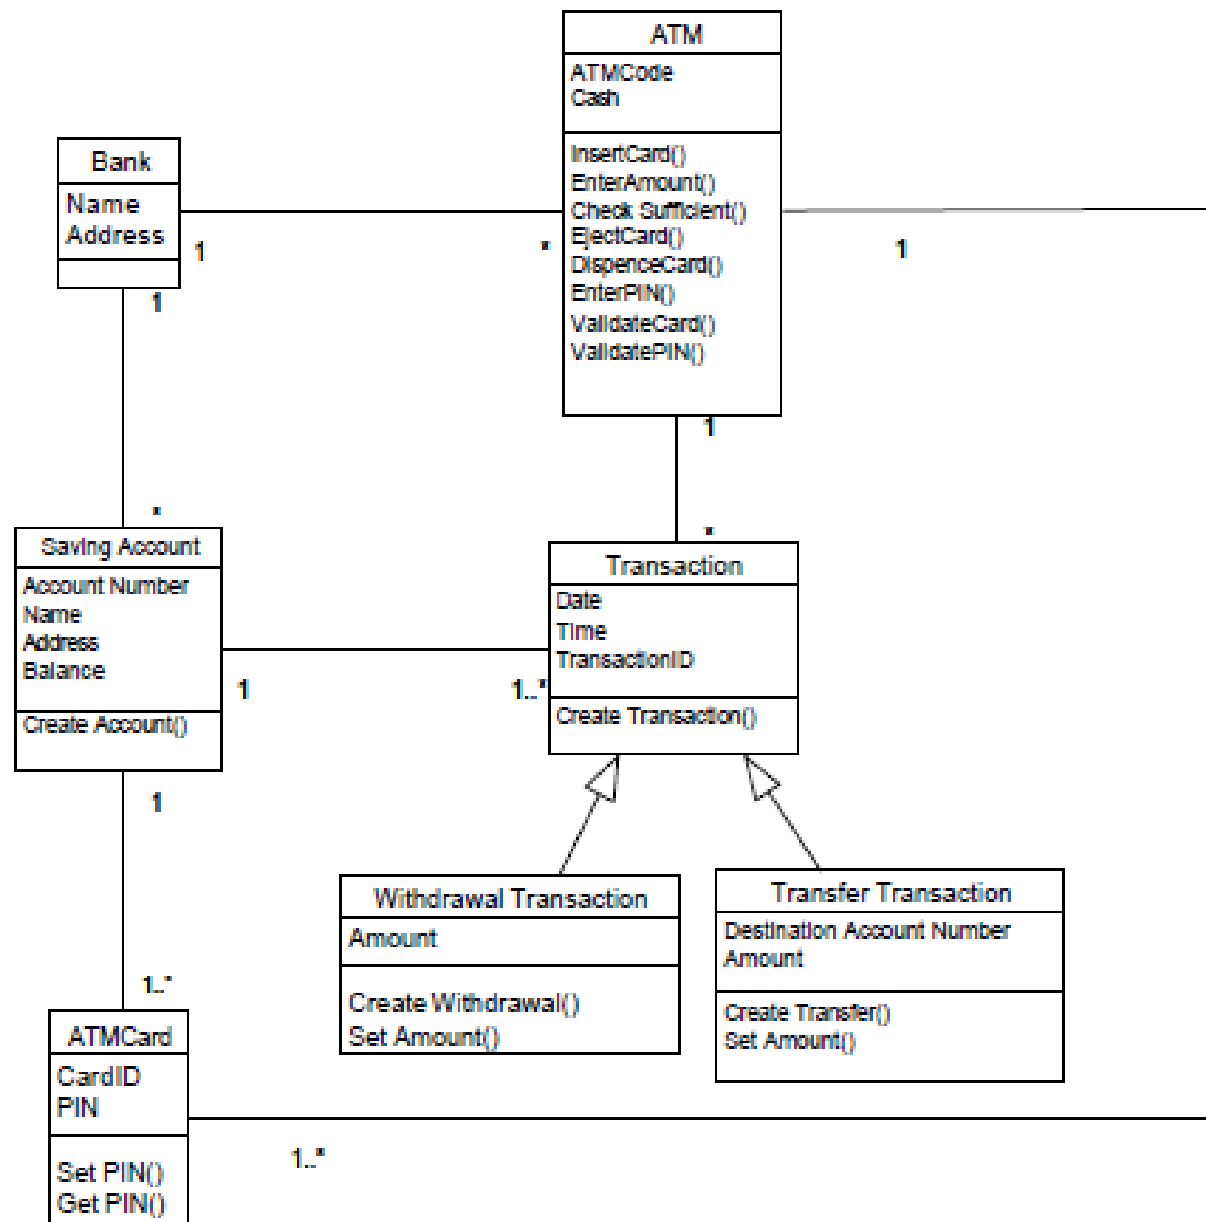 ATM
ATMCode
Cash
InsertCard()
EnterAmount()
Check Sufficient()
EjectCard()
DispenceCard()
EnterPIN()
ValidateCard()
ValidatePIN()
Bank
Name
Address
1
*
1
1
1
*
*
Saving Account
Account Number
Name
Address
Balance
Create Account()
1
1..*
Transaction
Date
Time
TransactionID
Create Transaction()
1
1..*
Withdrawal Transaction
Amount
Create Withdrawal()
Set Amount()
Transfer Transaction
Destination Account Number
Amount
Create Transfer()
Set Amount()
ATMCard
CardID
PIN
Set PIN()
Get PIN()
1..*